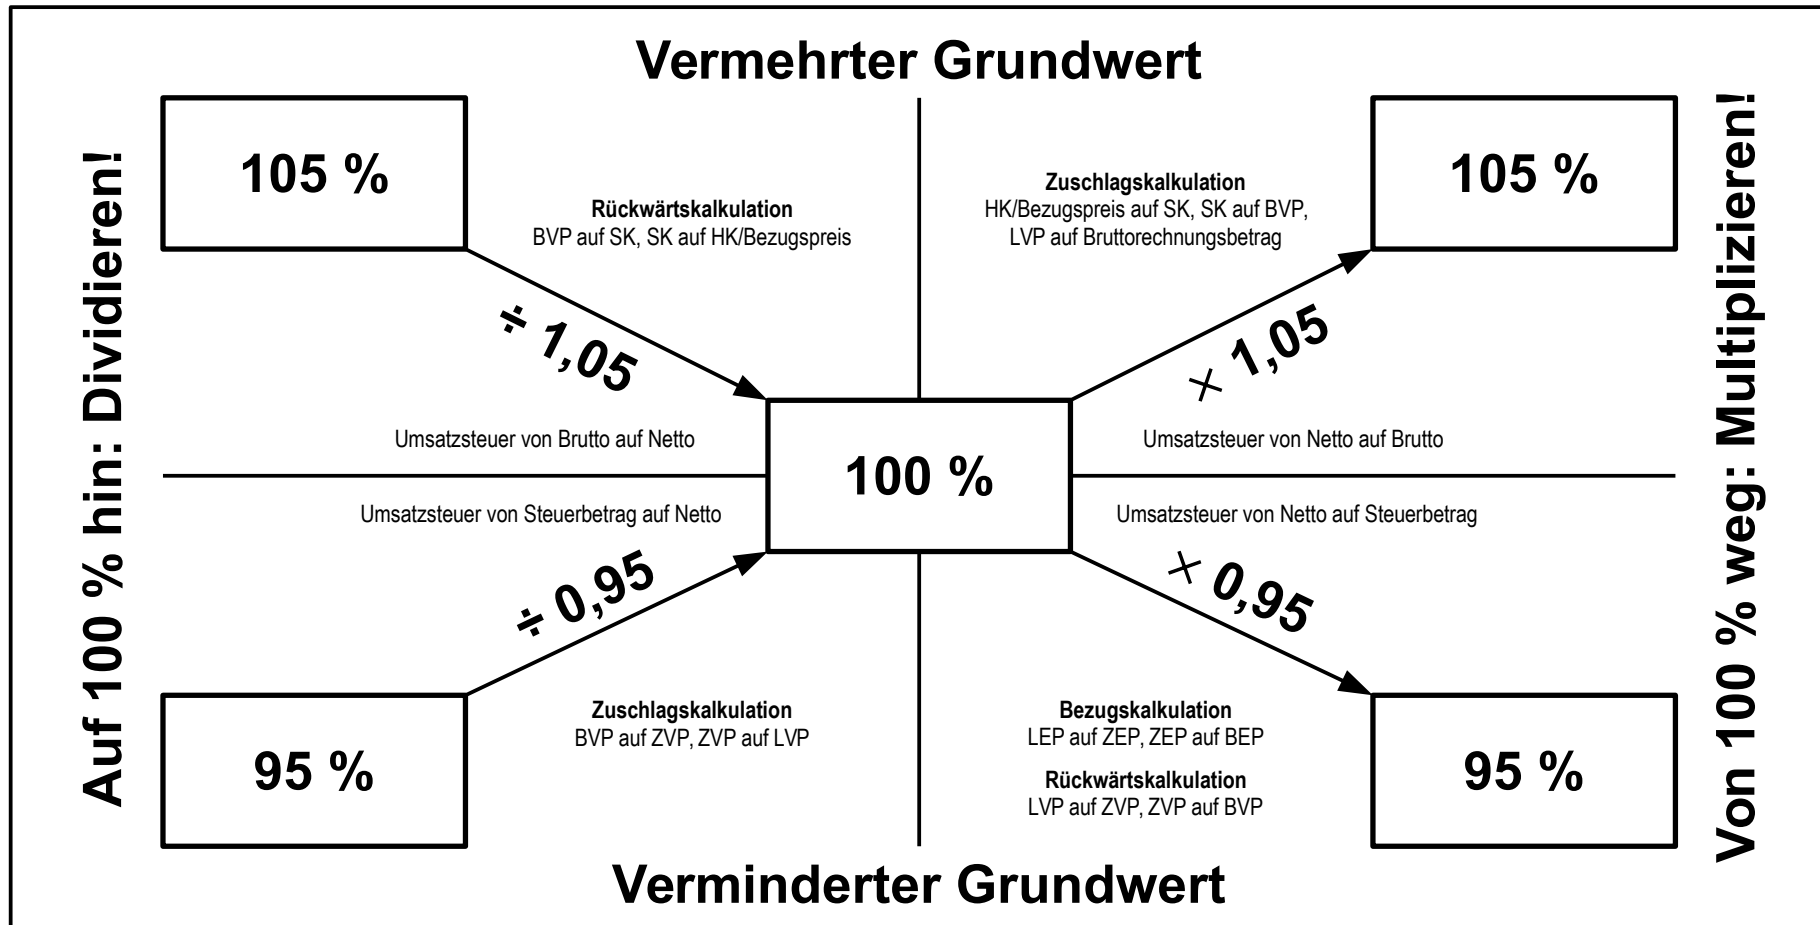 Vermehrter Grundwert
Auf 100 % hin: Dividieren!
105 %
Rückwärtskalkulation
BVP auf SK, SK auf HK/Bezugspreis
÷ 1,05
Umsatzsteuer von Brutto auf Netto
Zuschlagskalkulation
HK/Bezugspreis auf SK, SK auf BVP,
LVP auf Bruttorechnungsbetrag
105 %
× 1,05
Umsatzsteuer von Netto auf Brutto
Von 100 % weg: Multiplizieren!
100 %
Umsatzsteuer von Steuerbetrag auf Netto
÷ 0,95
95 %
Zuschlagskalkulation
BVP auf ZVP, ZVP auf LVP
Umsatzsteuer von Netto auf Steuerbetrag
× 0,95
Bezugskalkulation
LEP auf ZEP, ZEP auf BEP
Rückwärtskalkulation
LVP auf ZVP, ZVP auf BVP
95 %
Verminderter Grundwert